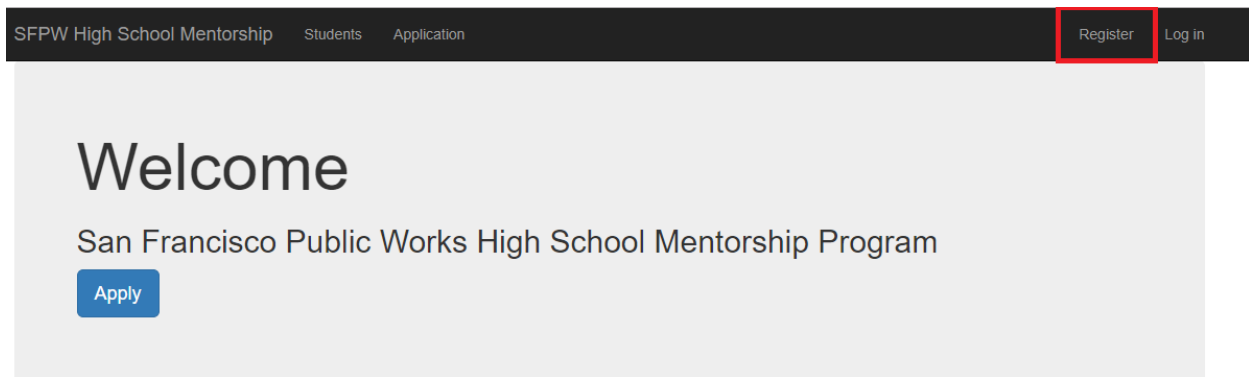 SFPW High School Mentorship Students Application Register Log in
Welcome
San Francisco Public Works High School Mentorship Program
Apply